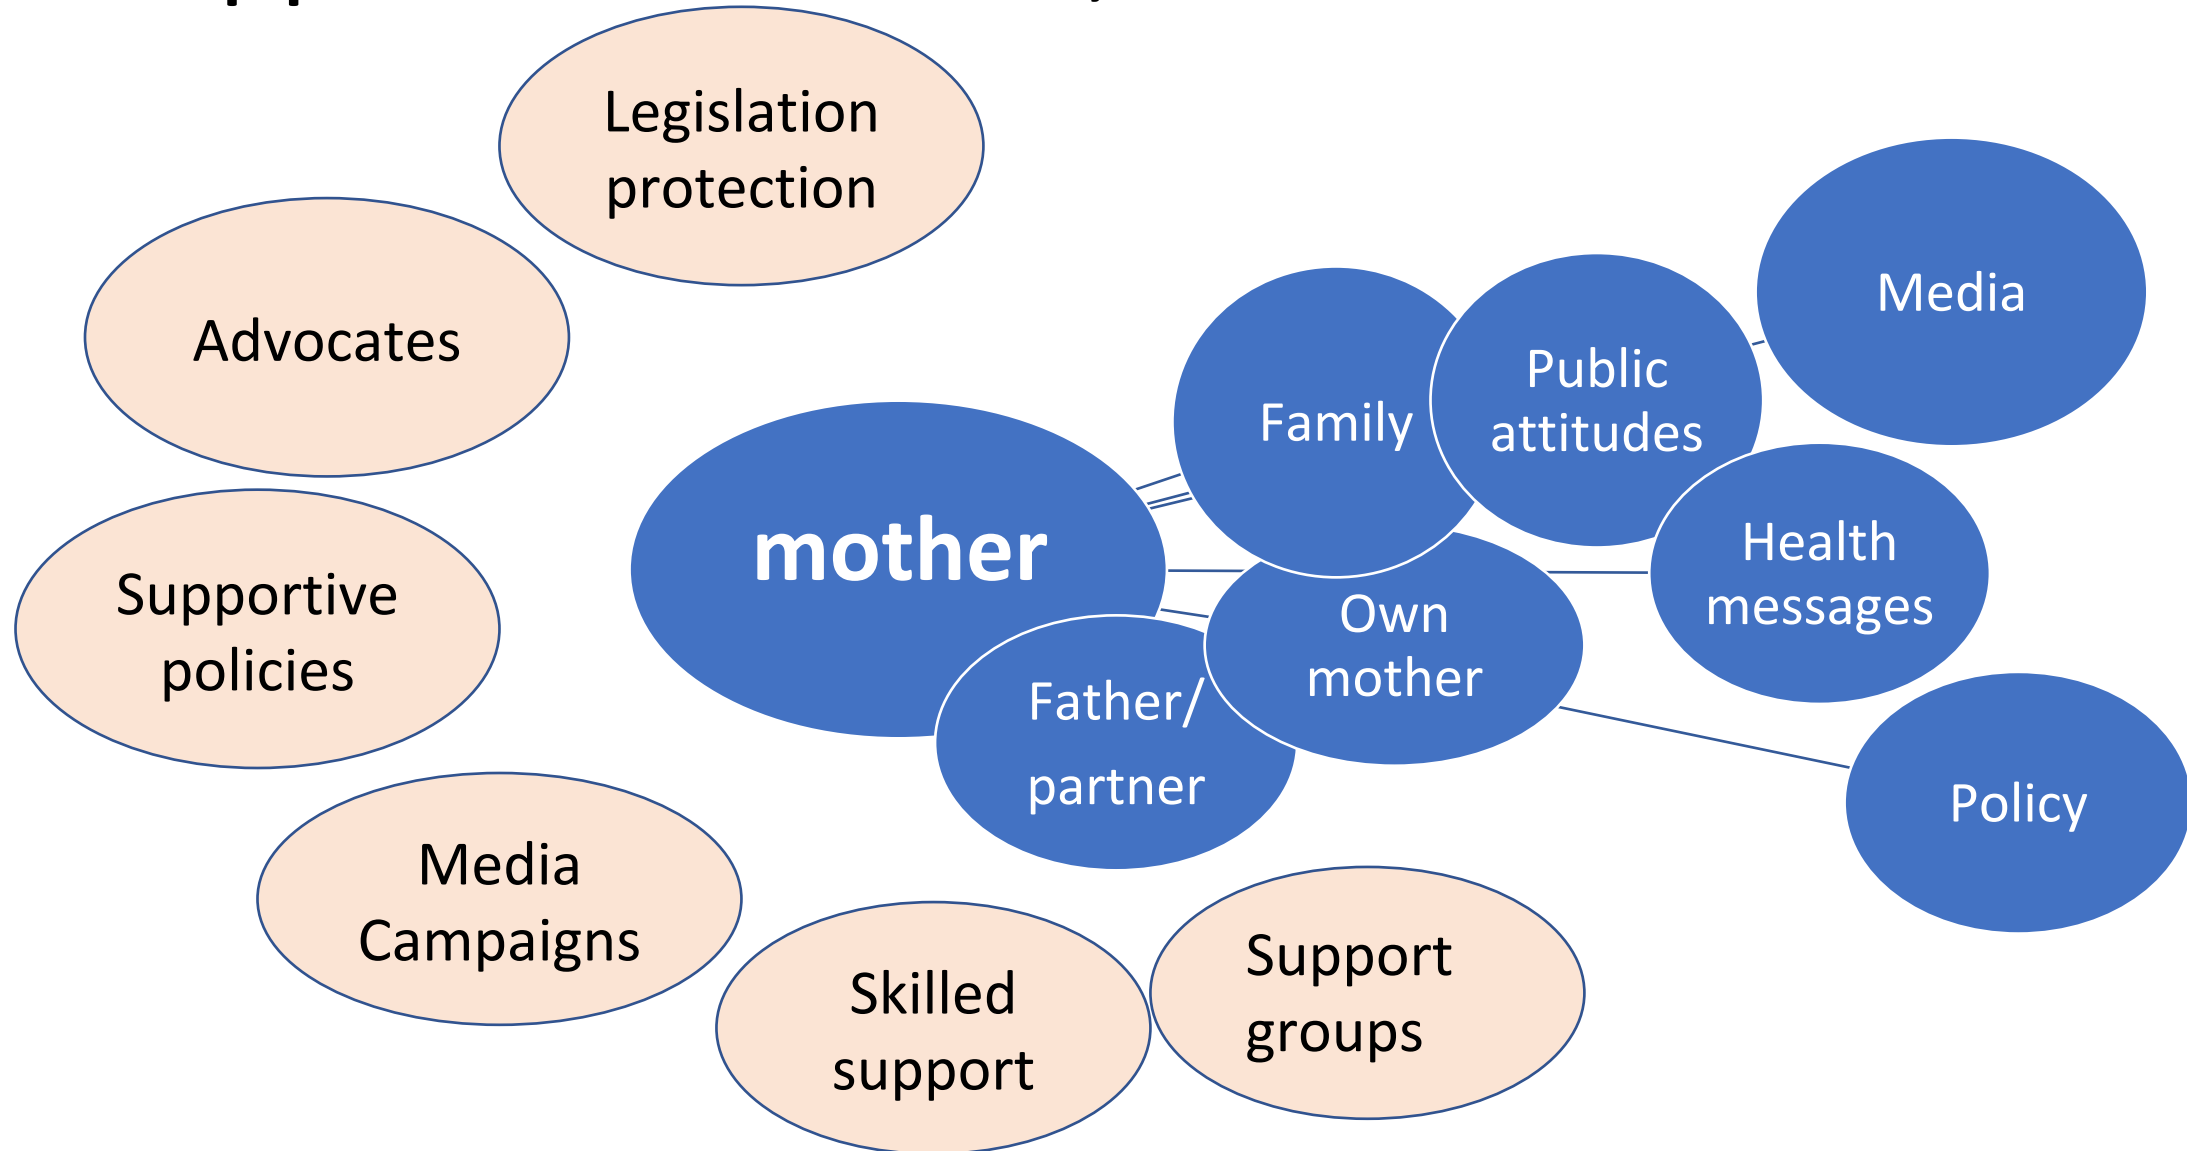 Legislation
protection
Advocates
Media
Public
attitudes
Family
mother
Health
messages
Supportive
policies
Own
mother
Father/
partner
Policy
Media
Campaigns
Skilled
support
Support
groups